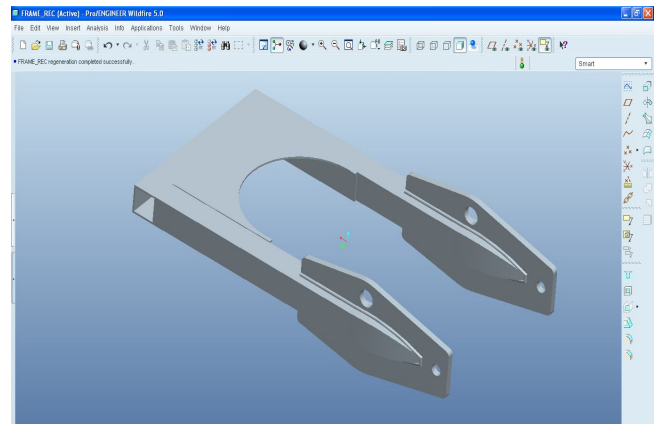 FRAME_REC (Active) - Pro/ENGINEER Wildfire 5.0
File Edit View Insert Analysis Info Applications Tools Window Help
• FRAME_REC regeneration completed successfully.
Smart